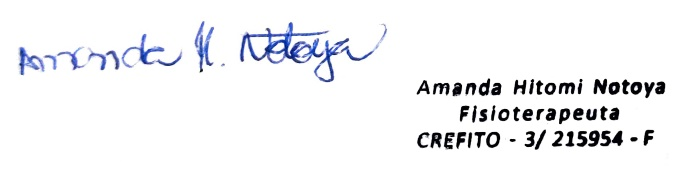 Amanda H. Notoya
Amanda Hitomi Notoya
Fisioterapeuta
CREFITO - 3/ 215954 - F